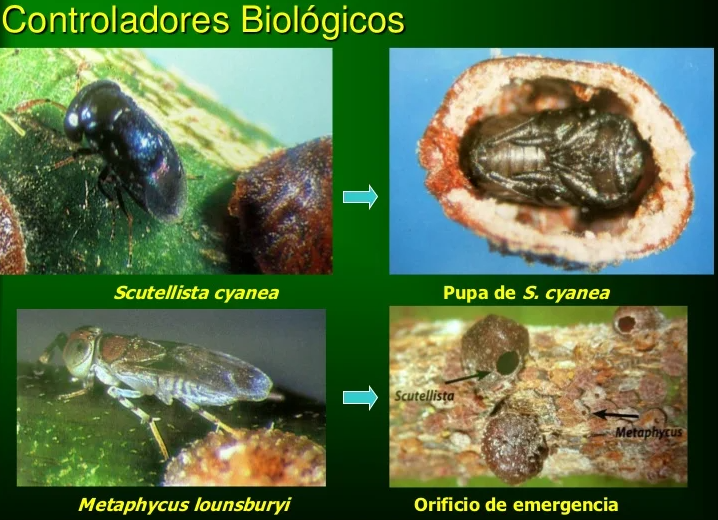 Controladores Biológicos
Scutellista cyanea
Pupa de S. cyanea
Scutellista
Metaphycus
Metaphycus lounsburyi
Orificio de emergencia